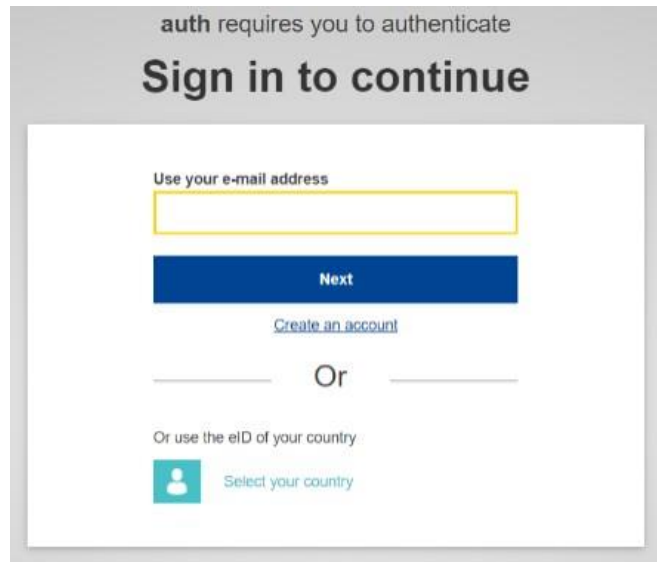 auth requires you to authenticate
Sign in to continue
Use your e-mail address
Next
Create an account
Or
Or use the eID of your country
Select your country